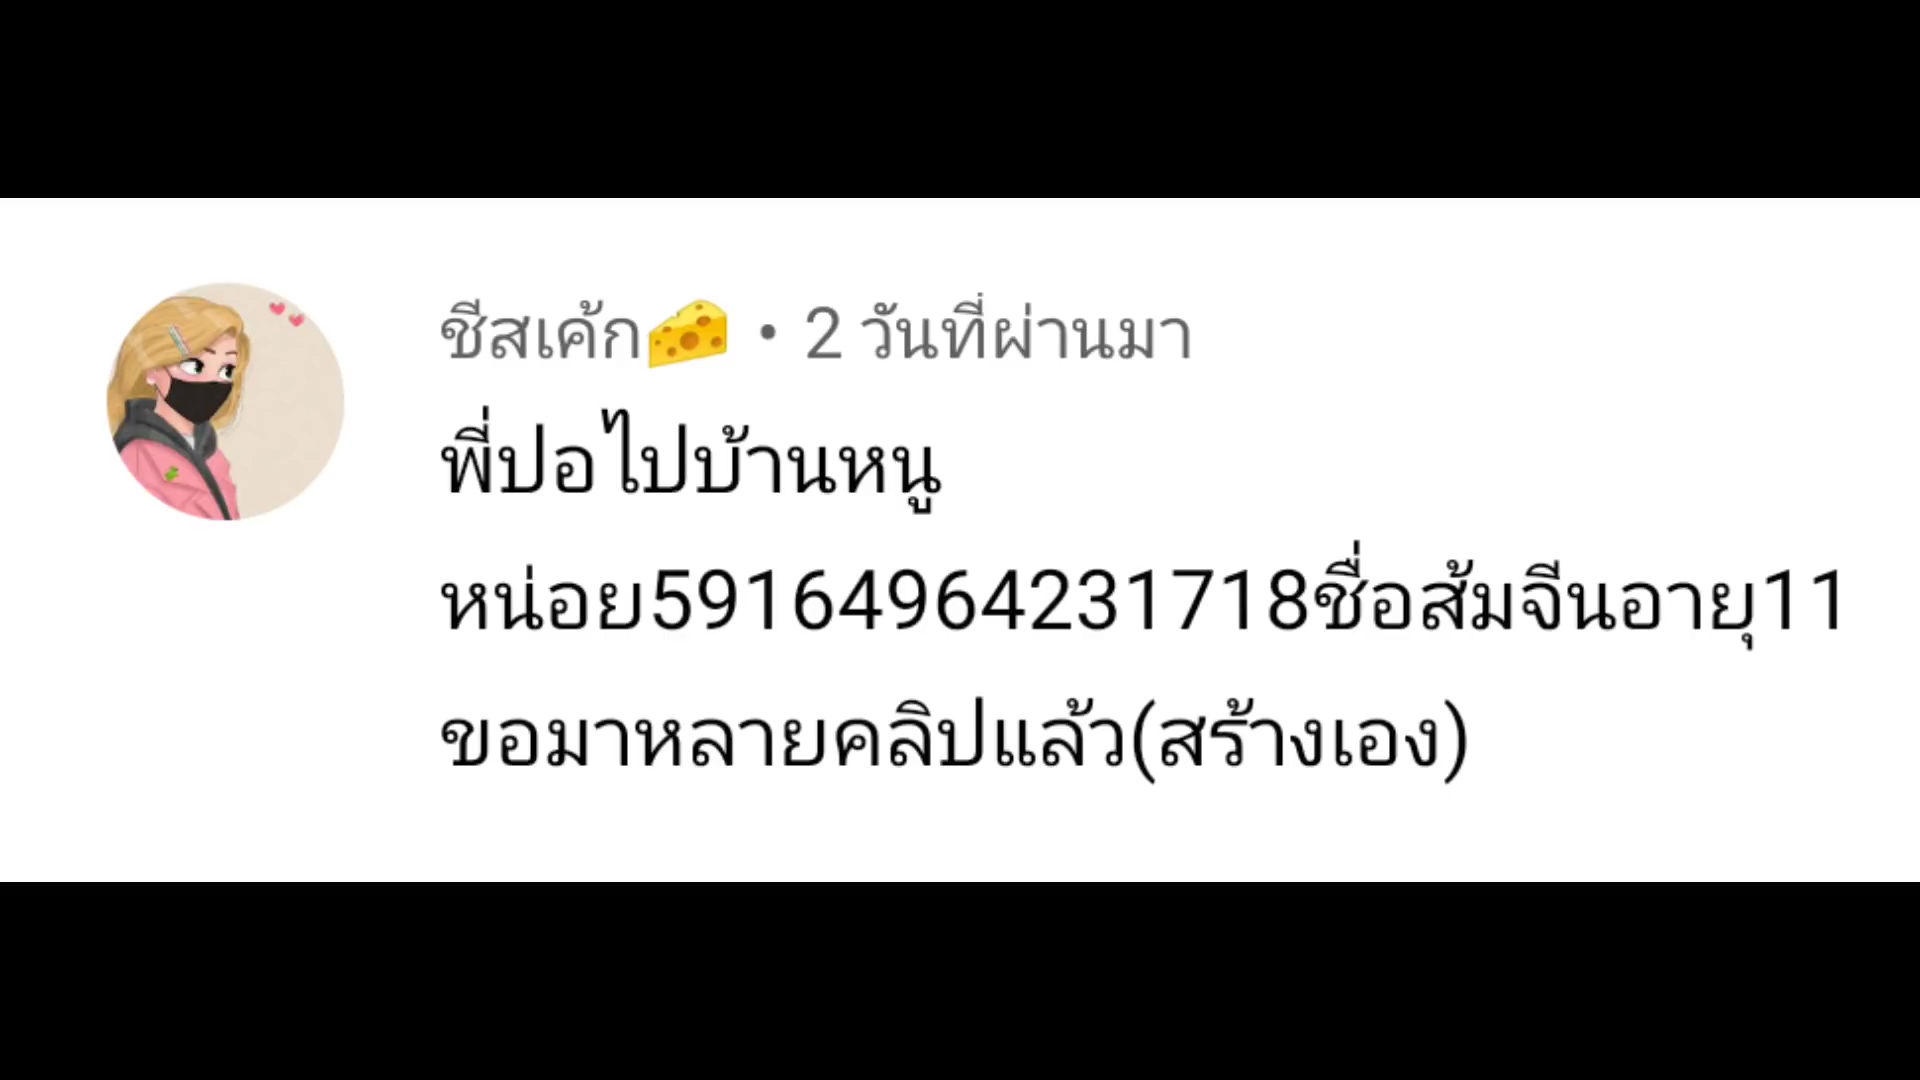 ชีสเค้ก🧀 • 2 วันที่ผ่านมา
พี่ปอไปบ้านหนู
หน่อย59164964231718ชื่อส้มจีนอายุ11
ขอมาหลายคลิปแล้ว(สร้างเอง)